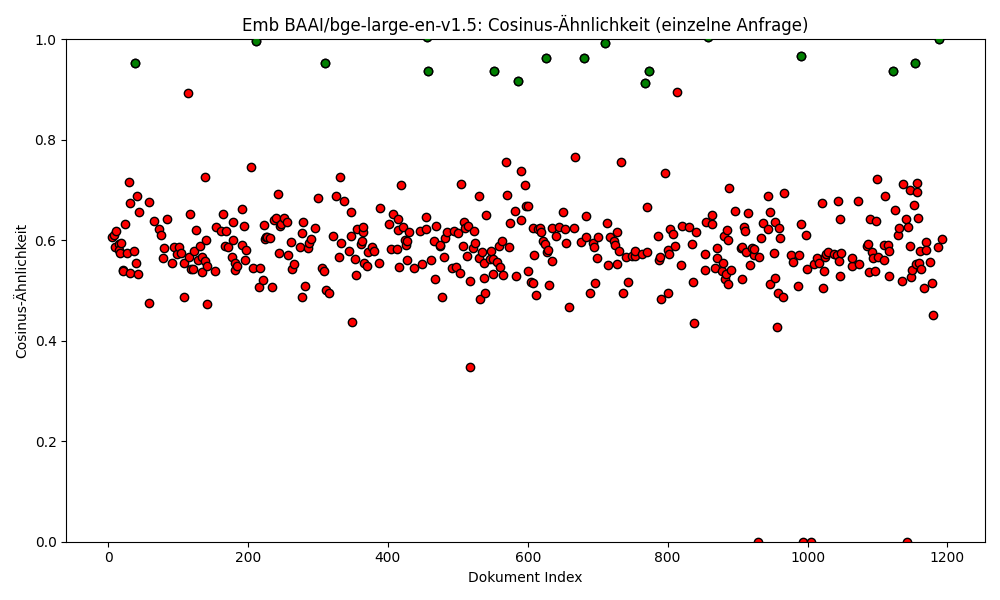 Emb BAAI/bge-large-en-v1.5: Cosinus-Ähnlichkeit (einzelne Anfrage)
Cosinus-Ähnlichkeit
1.0
0.8
0.6
0.4
0.2
0.0
0 200 400 600 800 1000 1200
Dokument Index